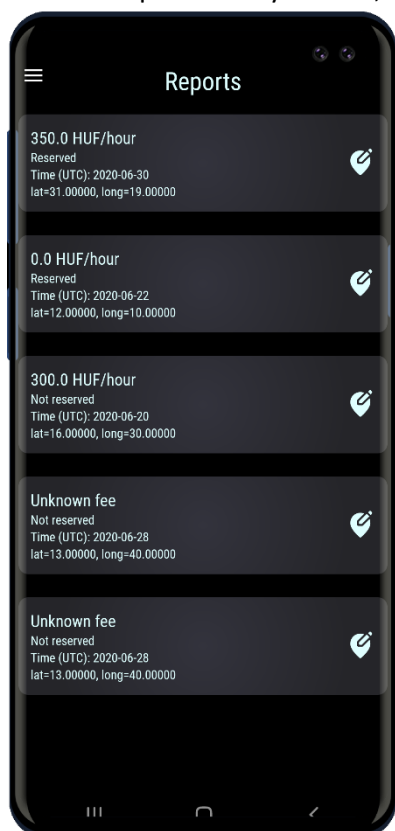 Reports
350.0 HUF/hour
Reserved
Time (UTC): 2020-06-30
lat=31.00000, long=19.00000
0.0 HUF/hour
Reserved
Time (UTC): 2020-06-22
lat=12.00000, long=10.00000
300.0 HUF/hour
Not reserved
Time (UTC): 2020-06-20
lat=16.00000, long=30.00000
Unknown fee
Not reserved
Time (UTC): 2020-06-28
lat=13.00000, long=40.00000
Unknown fee
Not reserved
Time (UTC): 2020-06-28
lat=13.00000, long=40.00000